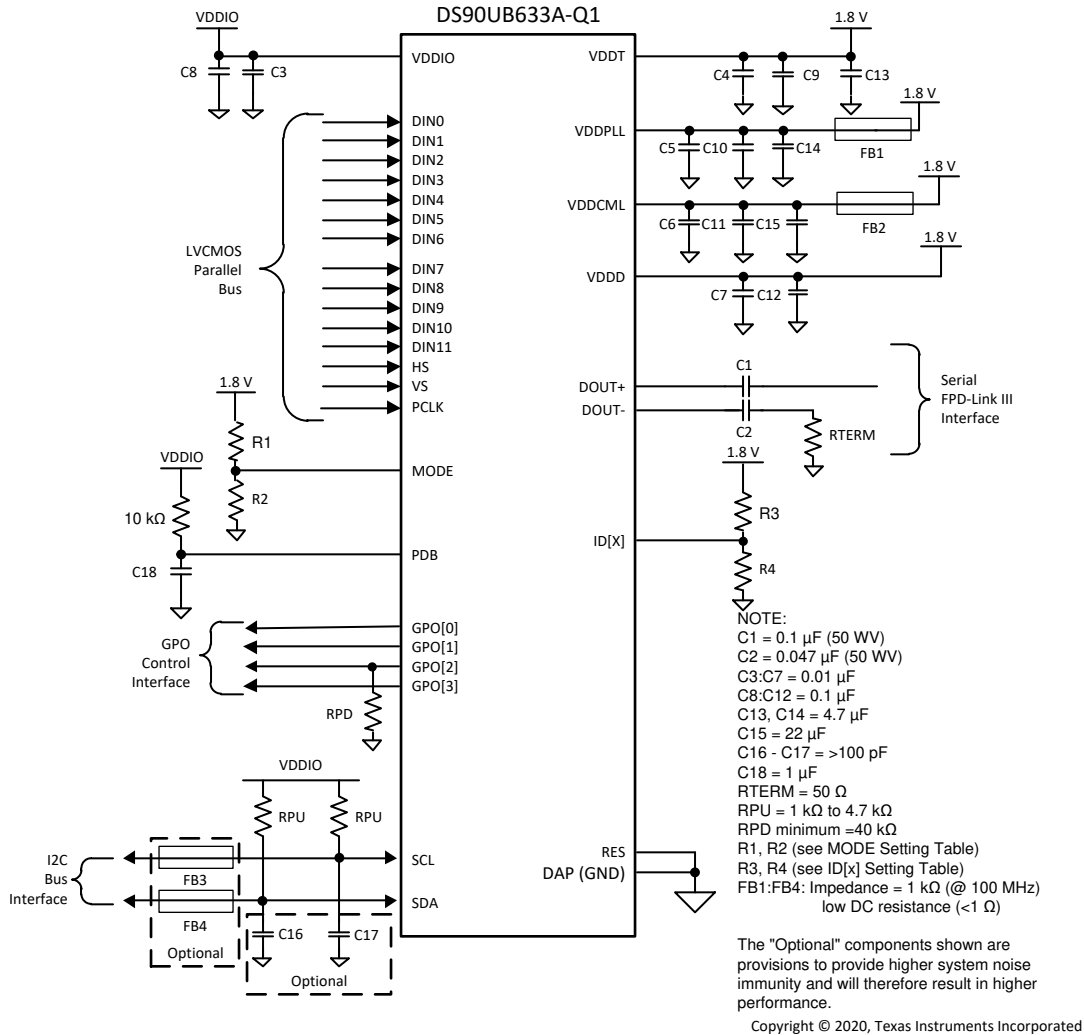 DS90UB633A-Q1
VDDIO
C8
C3
VDDIO
LVCMOS
Parallel
Bus
DIN0
DIN1
DIN2
DIN3
DIN4
DIN5
DIN6
DIN7
DIN8
DIN9
DIN10
DIN11
HS
VS
PCLK
1.8 V
R1
R2
MODE
VDDIO
10 kΩ
C18
PDB
GPO
Control
Interface
GPO[0]
GPO[1]
GPO[2]
GPO[3]
RPD
VDDIO
RPU
RPU
I2C
Bus
Interface
FB3
FB4
Optional
SCL
SDA
C16
C17
Optional
VDDT
1.8 V
C4
C9
C13
VDDPLL
1.8 V
C5
C10
C14
FB1
VDDCML
1.8 V
C6
C11
C15
FB2
VDDD
1.8 V
C7
C12
DOUT+
DOUT-
C1
C2
RTERM
Serial
FPD-Link III
Interface
1.8 V
R3
R4
ID[X]
RES
DAP (GND)
NOTE:
C1 = 0.1 µF (50 WV)
C2 = 0.047 µF (50 WV)
C3:C7 = 0.01 µF
C8:C12 = 0.1 µF
C13, C14 = 4.7 µF
C15 = 22 µF
C16 - C17 = >100 pF
C18 = 1 µF
RTERM = 50 Ω
RPU = 1 kΩ to 4.7 kΩ
RPD minimum =40 kΩ
R1, R2 (see MODE Setting Table)
R3, R4 (see ID[x] Setting Table)
FB1:FB4: Impedance = 1 kΩ (@ 100 MHz)
low DC resistance (<1 Ω)
The "Optional" components shown are
provisions to provide higher system noise
immunity and will therefore result in higher
performance.
Copyright © 2020, Texas Instruments Incorporated